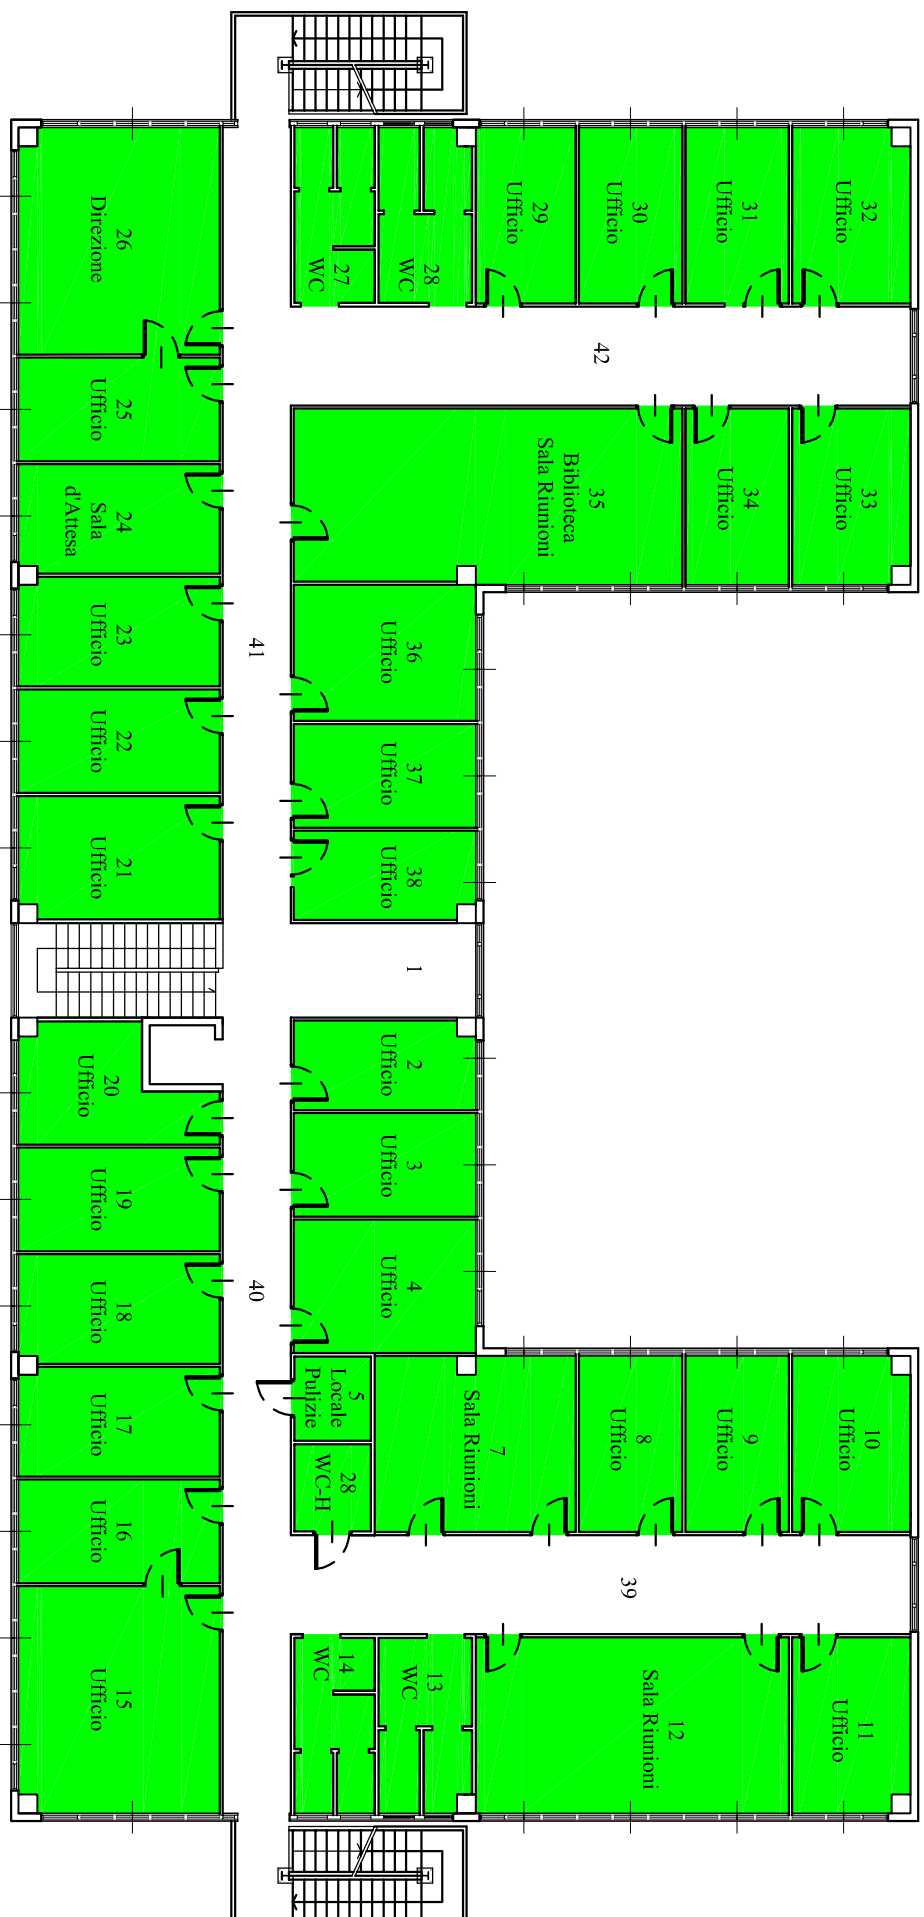 32
Ufficio
31
Ufficio
30
Ufficio
29
Ufficio
28
WC
27
WC
26
Direzione
42
33
Ufficio
34
Ufficio
35
Biblioteca
Sala Riunioni
25
Ufficio
24
Sala
d'Attesa
36
Ufficio
41
23
Ufficio
37
Ufficio
22
Ufficio
38
Ufficio
21
Ufficio
1
2
Ufficio
20
Ufficio
3
Ufficio
19
Ufficio
4
Ufficio
40
18
Ufficio
10
Ufficio
9
Ufficio
8
Ufficio
7
Sala Riunioni
5
Locale
Pulizie
17
Ufficio
28
WC-H
16
Ufficio
39
11
Ufficio
12
Sala Riunioni
13
WC
14
WC
15
Ufficio